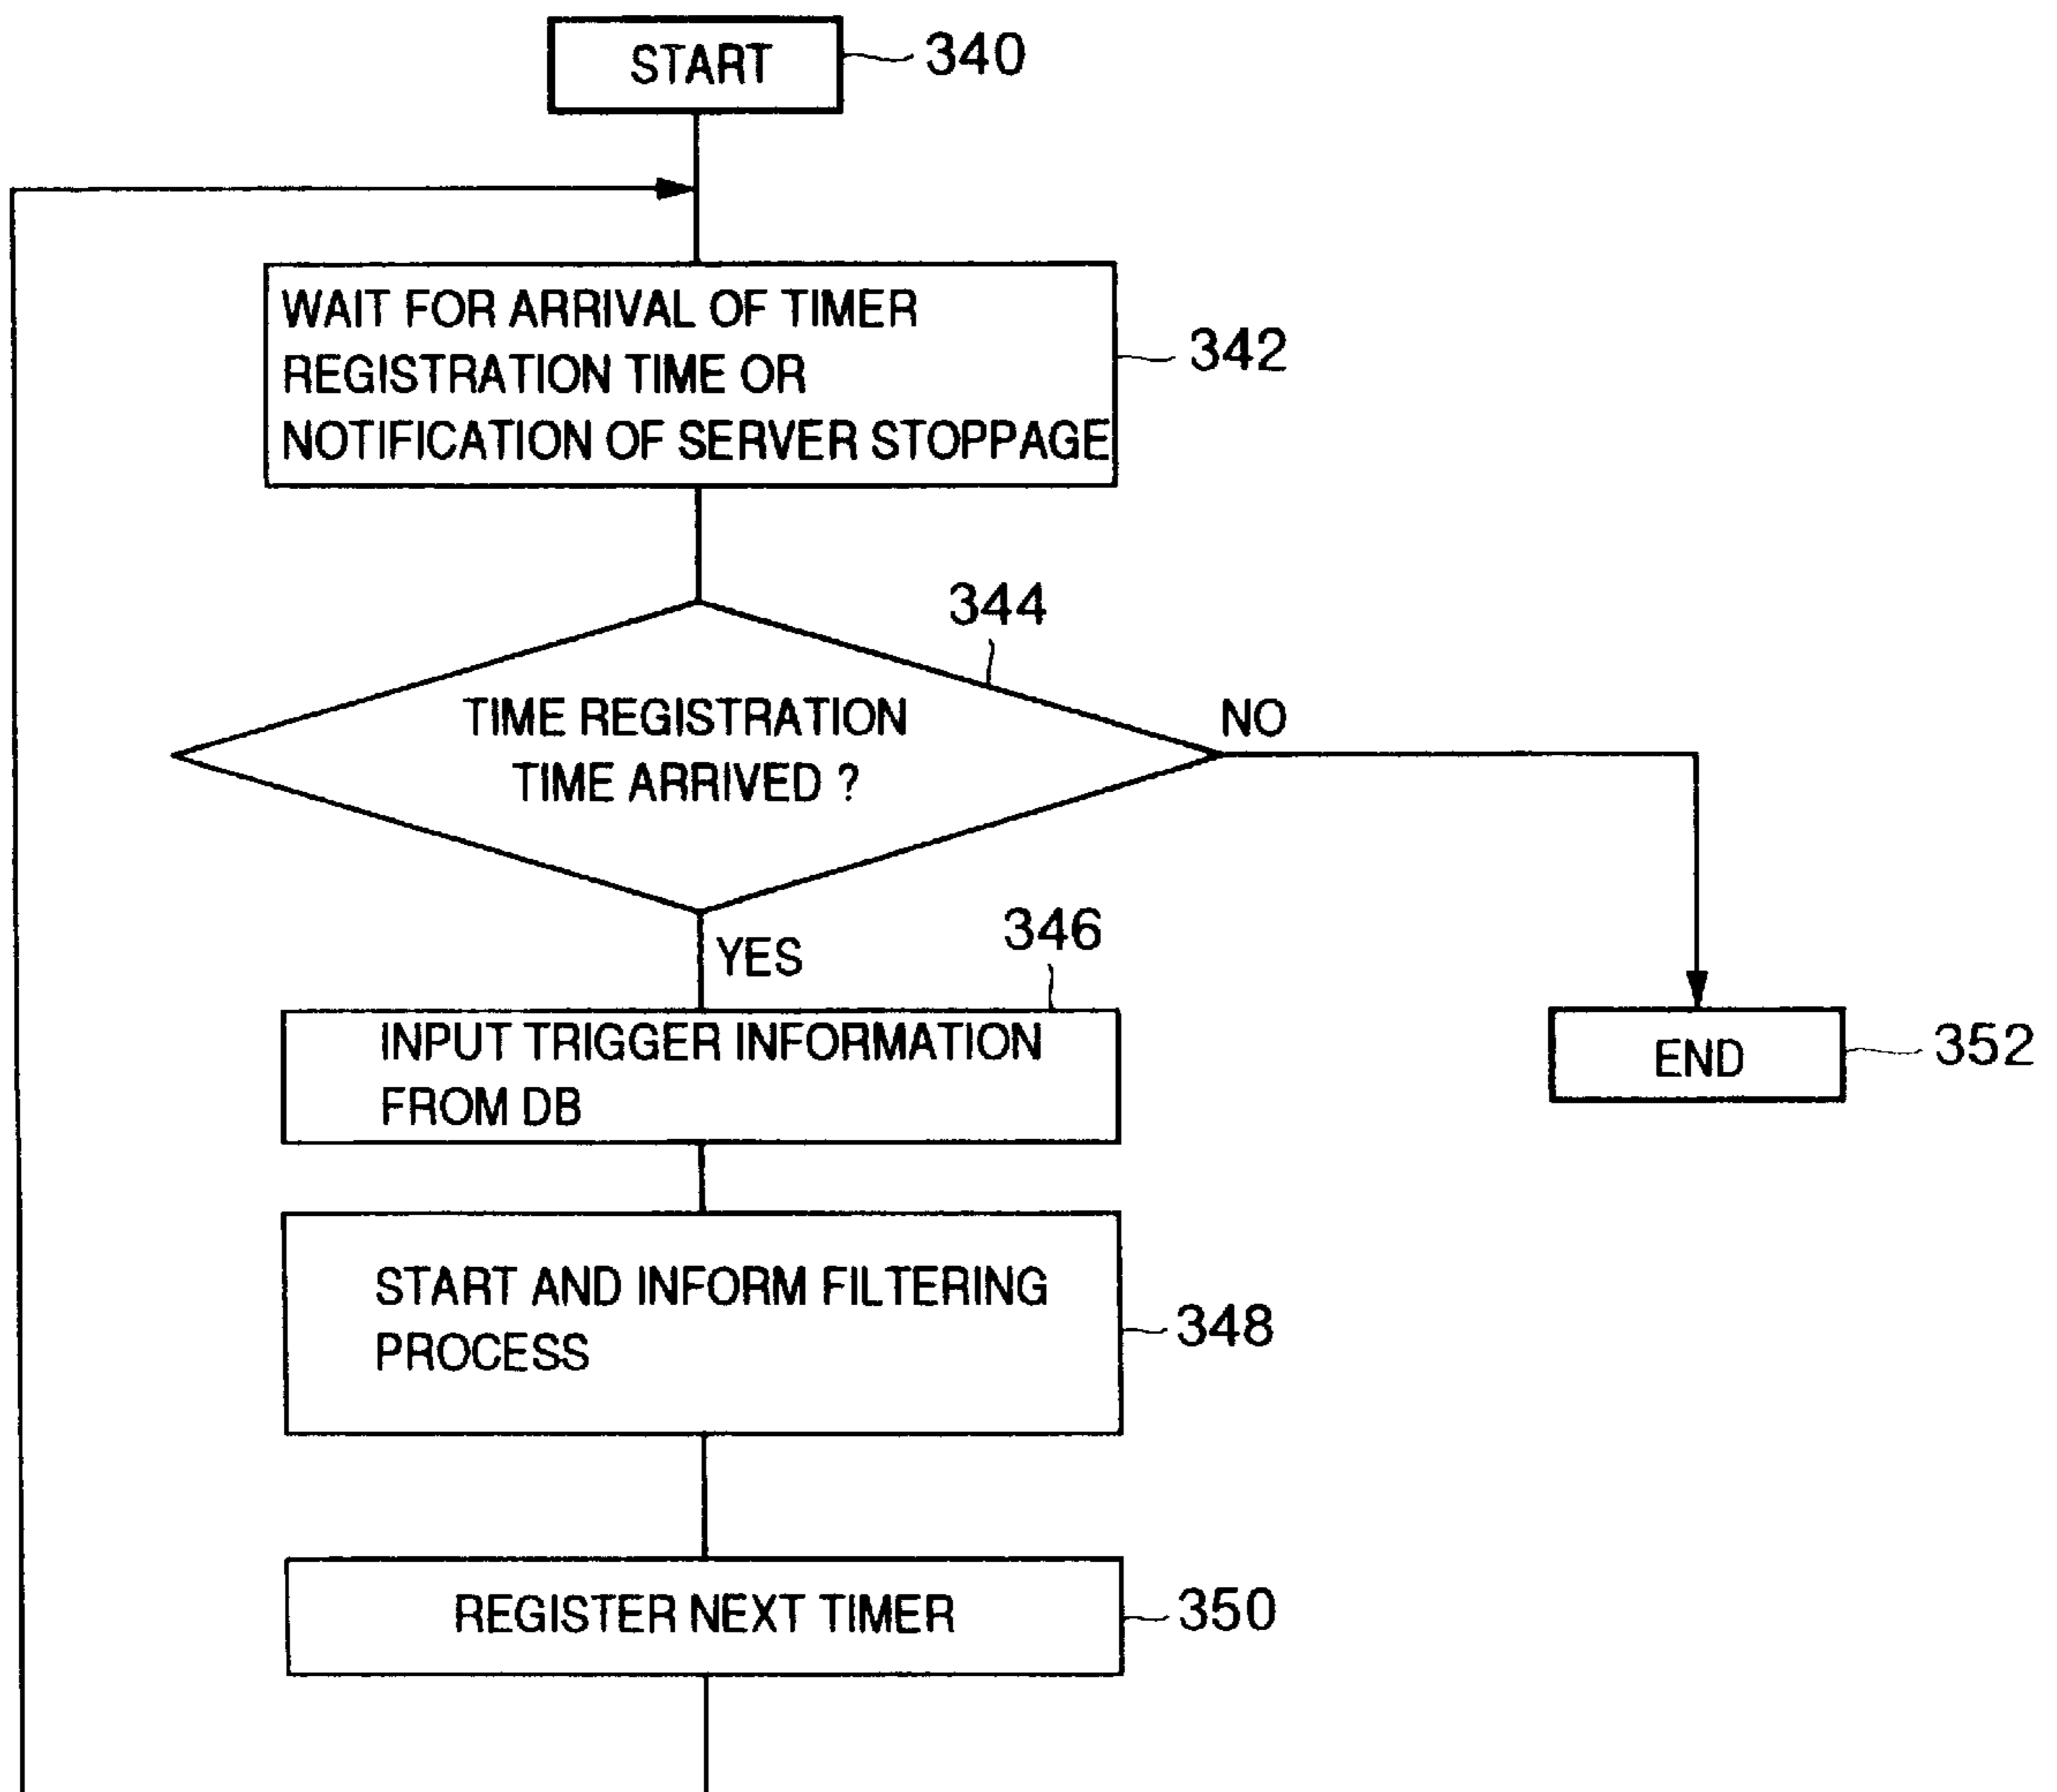 START
340
WAIT FOR ARRIVAL OF TIMER
REGISTRATION TIME OR
NOTIFICATION OF SERVER STOPPAGE
342
344
TIME REGISTRATION
TIME ARRIVED ?
NO
YES
346
INPUT TRIGGER INFORMATION
FROM DB
END
352
START AND INFORM FILTERING
PROCESS
348
REGISTER NEXT TIMER
350